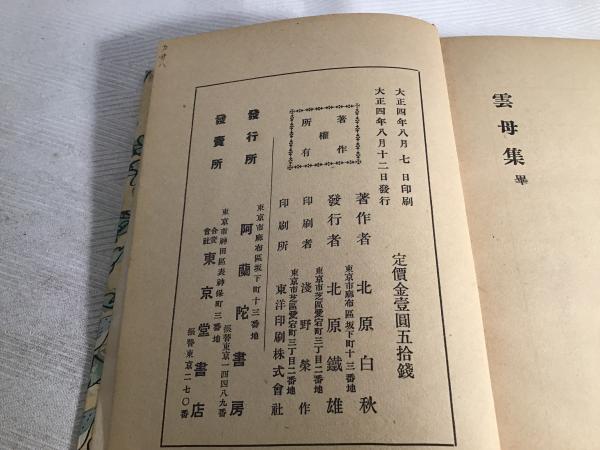 雲母集 畢
大正四年八月七日印刷
大正四年八月十二日發行
定價金壹圓五拾錢
著作權所有
著作者 北原白秋
東京市麻布區坂下町十三番地
發行者 北原鐵雄
東京市芝區愛宕町三丁目二番地
印刷者 淺野榮作
東京市芝區愛宕町三丁目二番地
印刷所 東洋印刷株式會社
發行所
東京市麻布區坂下町十三番地
阿蘭陀書房
振替東京二四四八九番
發賣所
東京市神田區表神保町三番地
合資會社 東京堂書店
振替東京二七〇番